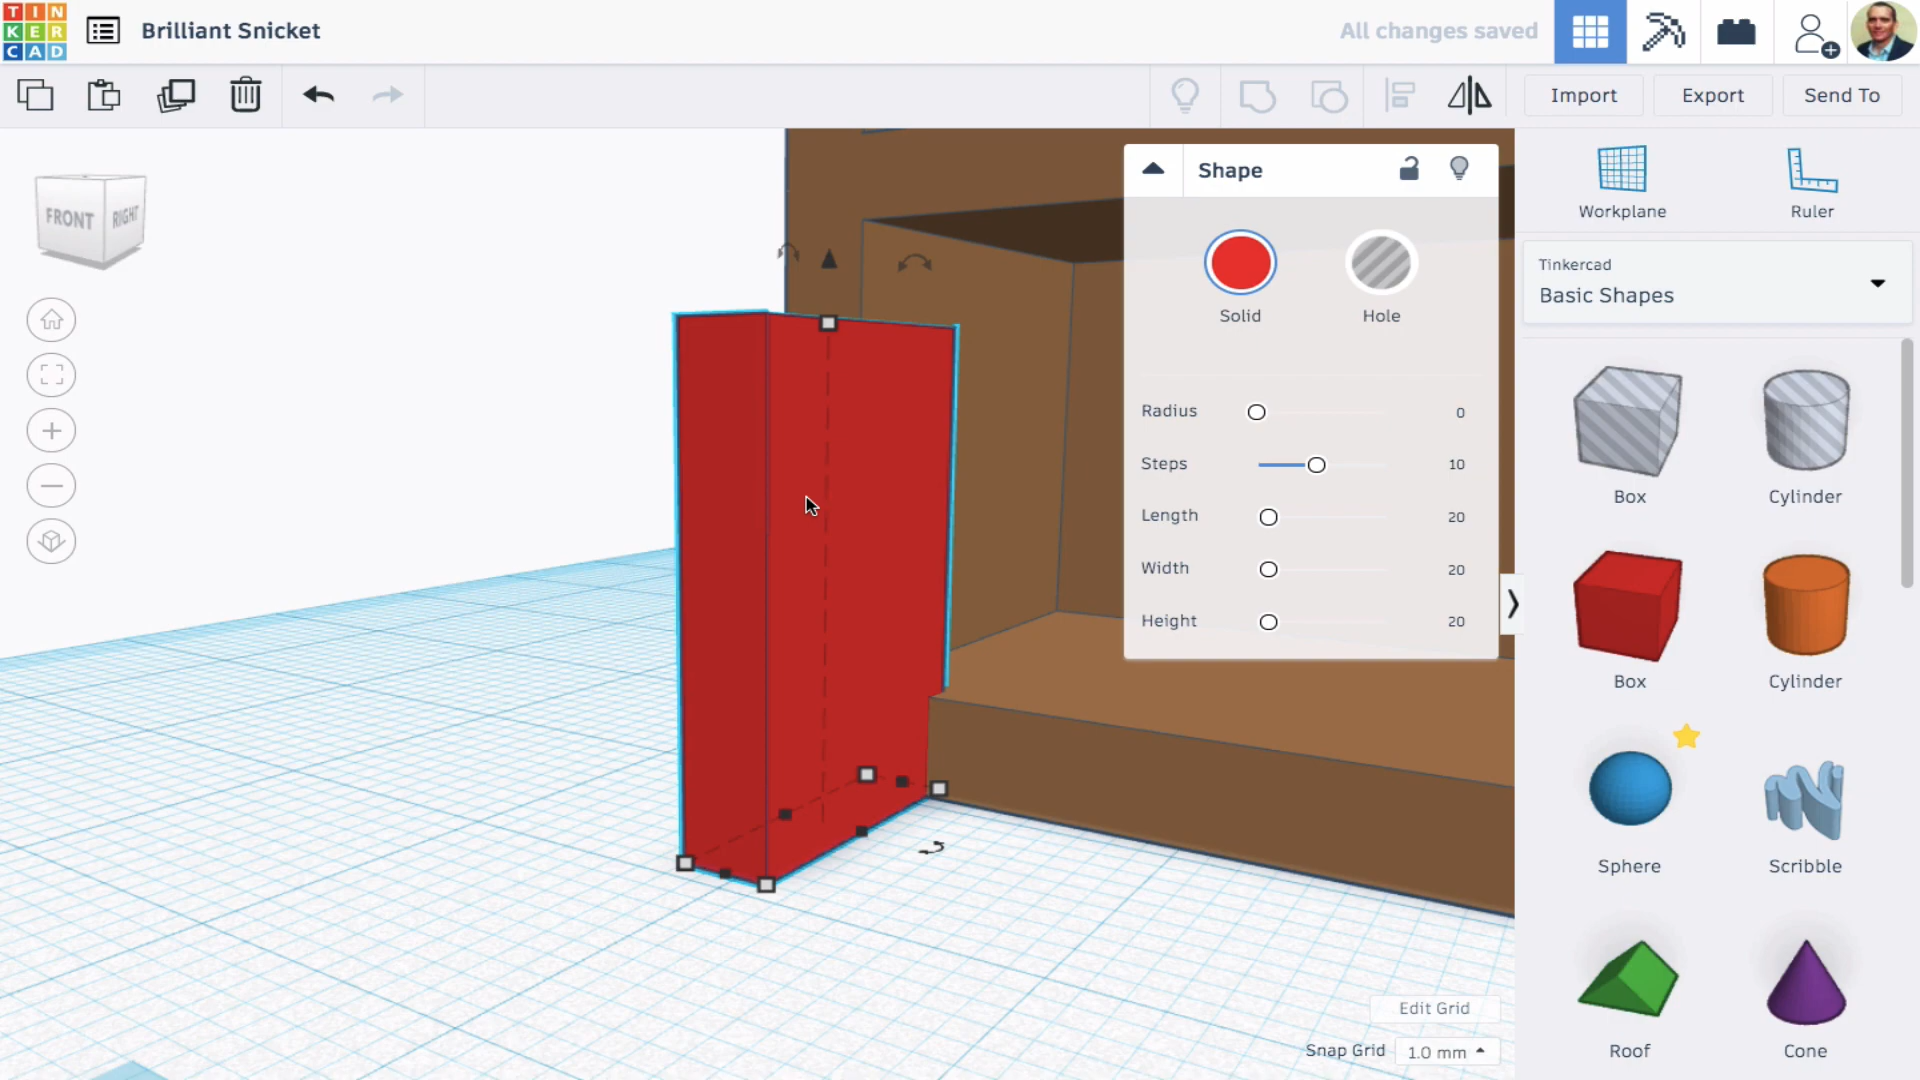 TIN
KER
CAD
Brilliant Snicket
All changes saved
Import
Export
Send To
FRONT
RIGHT
Shape
Solid
Hole
Radius
0
Steps
10
Length
20
Width
20
Height
20
Workplane
Ruler
Tinkercad
Basic Shapes
Box
Cylinder
Box
Cylinder
Sphere
Scribble
Roof
Cone
Edit Grid
Snap Grid
1.0 mm